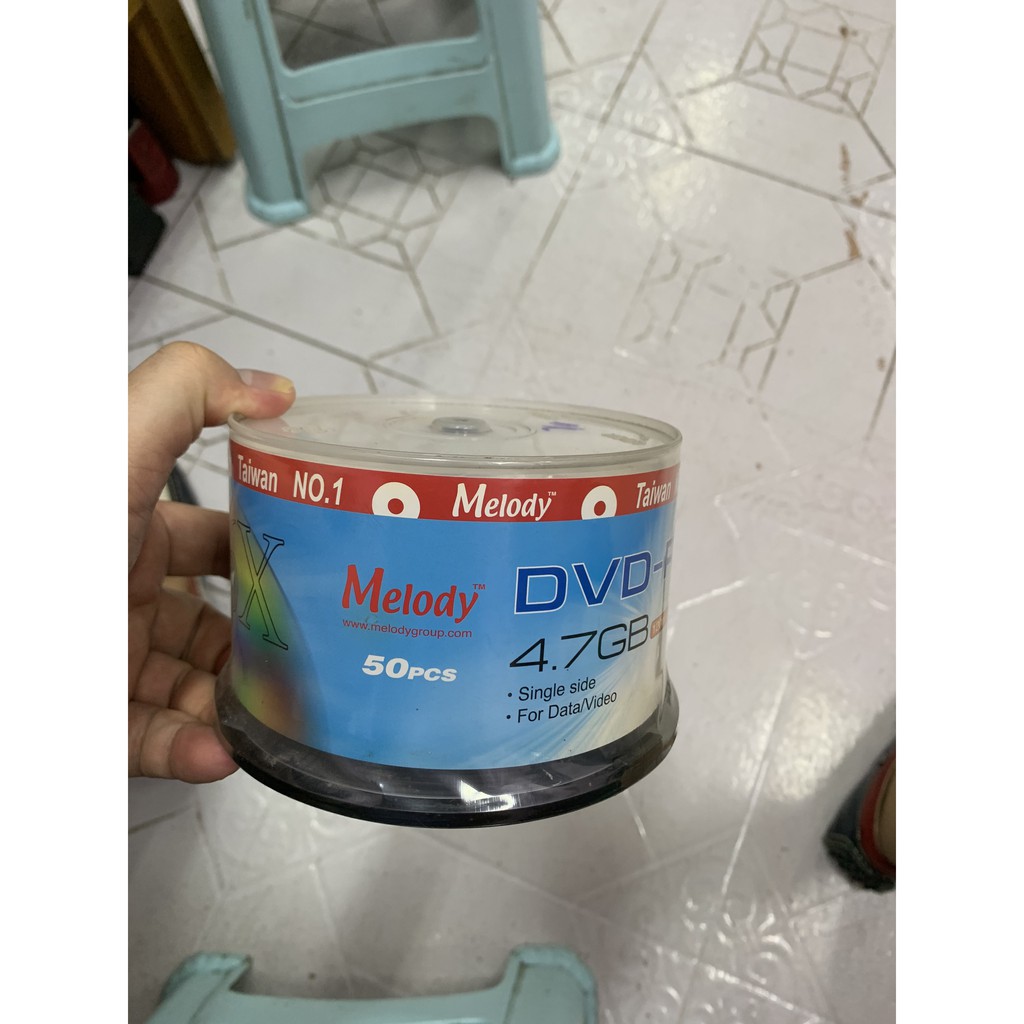 Taiwan NO.1 Melody™ Taiwan
X
Melody™
www.melodygroup.com
50PCS
DVD-R
4.7GB
• Single side
• For Data/Video